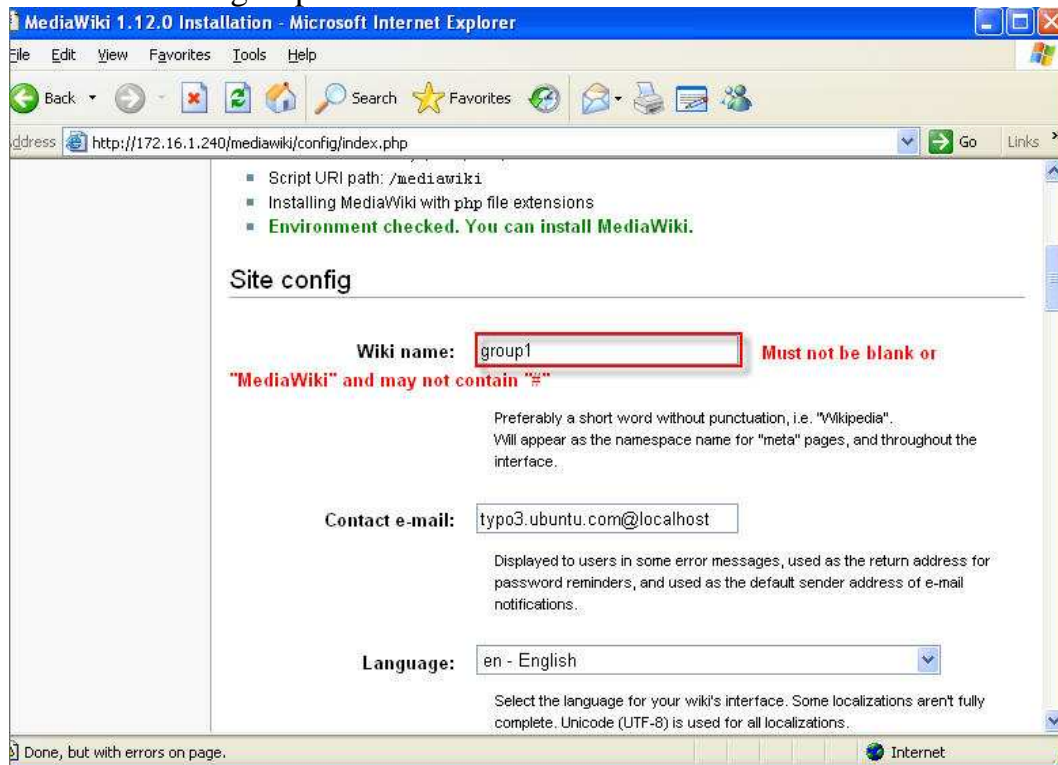 MediaWiki 1.12.0 Installation - Microsoft Internet Explorer
File Edit View Favorites Tools Help
Back Search Favorites
Address http://172.16.1.240/mediawiki/config/index.php Go Links
Script URI path: /mediawiki
Installing MediaWiki with php file extensions
Environment checked. You can install MediaWiki.
Site config
Wiki name: group1 Must not be blank or
"MediaWiki" and may not contain "#"
Preferably a short word without punctuation, i.e. "Wikipedia".
Will appear as the namespace name for "meta" pages, and throughout the
interface.
Contact e-mail: typo3.ubuntu.com@localhost
Displayed to users in some error messages, used as the return address for
password reminders, and used as the default sender address of e-mail
notifications.
Language: en - English
Select the language for your wiki's interface. Some localizations aren't fully
complete. Unicode (UTF-8) is used for all localizations.
Done, but with errors on page. Internet